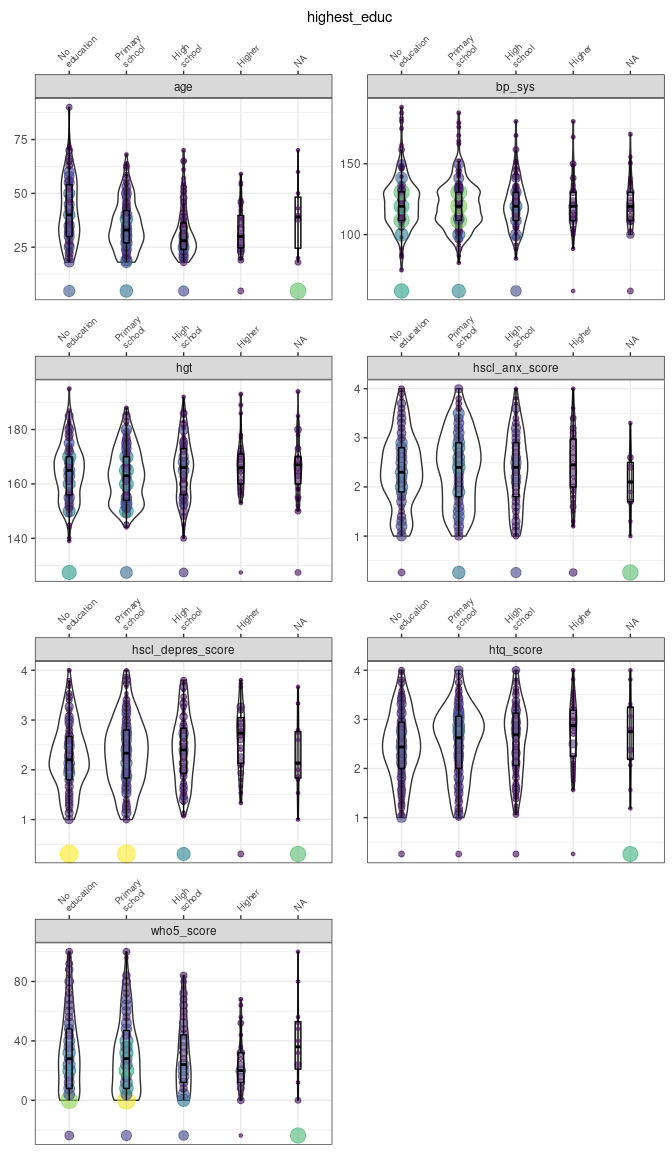 highest_educ
No education Primary school High school Higher NA
No education Primary school High school Higher NA
age
bp_sys
75
50
25
150
100
No education Primary school High school Higher NA
No education Primary school High school Higher NA
hgt
hscl_anx_score
180
160
140
4
3
2
1
No education Primary school High school Higher NA
No education Primary school High school Higher NA
hscl_depres_score
htq_score
4
3
2
1
4
3
2
1
No education Primary school High school Higher NA
who5_score
80
40
0